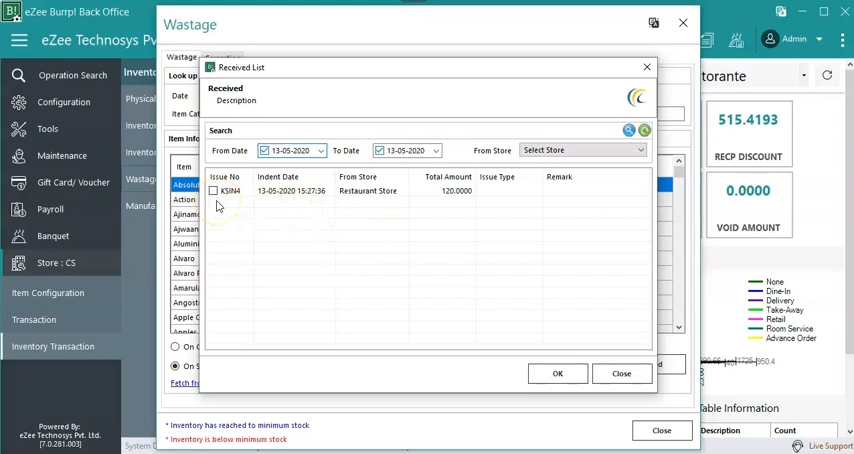 B! eZee Burrp! Back Office
eZee Technosys Pv
Admin
Operation Search
Configuration
Tools
Maintenance
Gift Card/ Voucher
Payroll
Banquet
Store : CS
Item Configuration
Transaction
Inventory Transaction
Powered By:
eZee Technosys Pvt. Ltd.
[7.0.281.003]
Invento
Physical
Inventor
Inventor
Wastag
Manufa
System D
Wastage
Wastage
Look up
Date
Item Cat
Item Info
Item
Absolu
Action
Ajinam
Ajwaan
Alumini
Alvaro
Alvaro F
Amarul
Angost
Apple C
On C
On S
Fetch fr
d
* Inventory has reached to minimum stock
* Inventory is below minimum stock
Close
Received List
Received
Description
Search
From Date 13-05-2020 To Date 13-05-2020 From Store Select Store
Issue No Indent Date From Store Total Amount Issue Type Remark
KSIN4 13-05-2020 15:27:36 Restaurant Store 120.0000
OK Close
torante
515.4193
RECP DISCOUNT
0.0000
VOID AMOUNT
None
Dine-In
Delivery
Take-Away
Retail
Room Service
Advance Order
Table Information
Description Count
Live Support